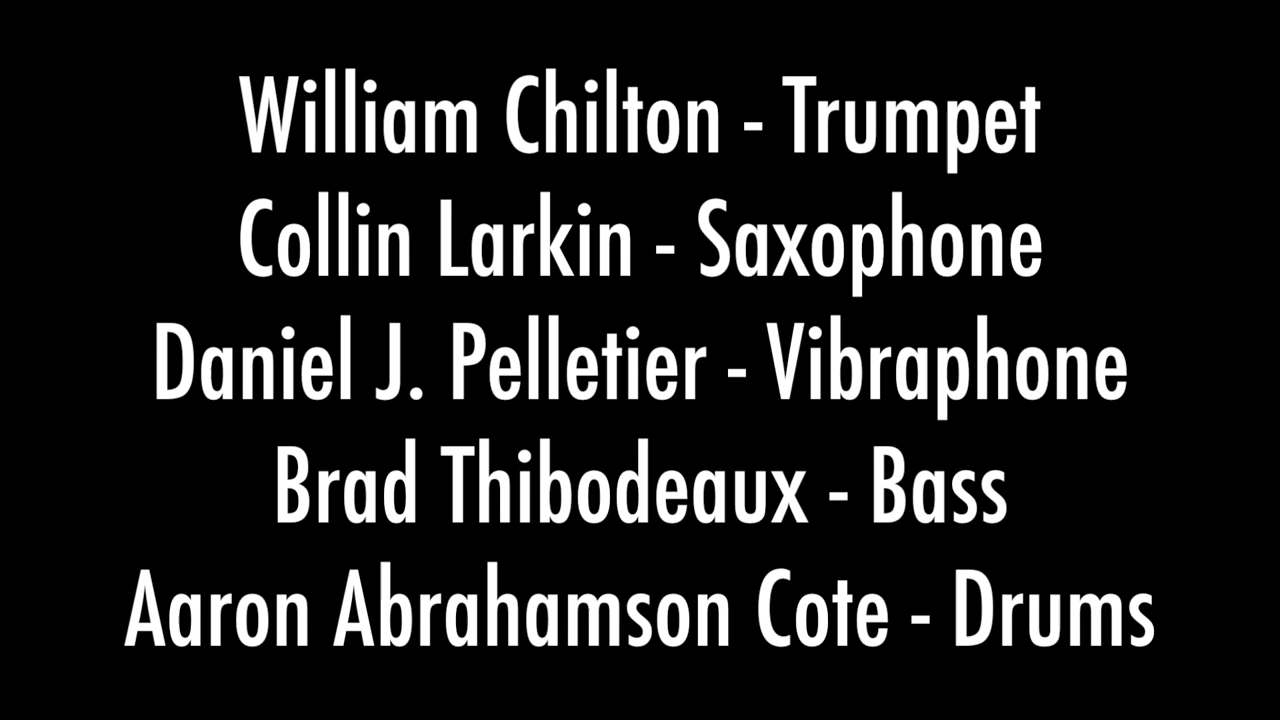 William Chilton - Trumpet
Collin Larkin - Saxophone
Daniel J. Pelletier - Vibraphone
Brad Thibodeaux - Bass
Aaron Abrahamson Cote - Drums